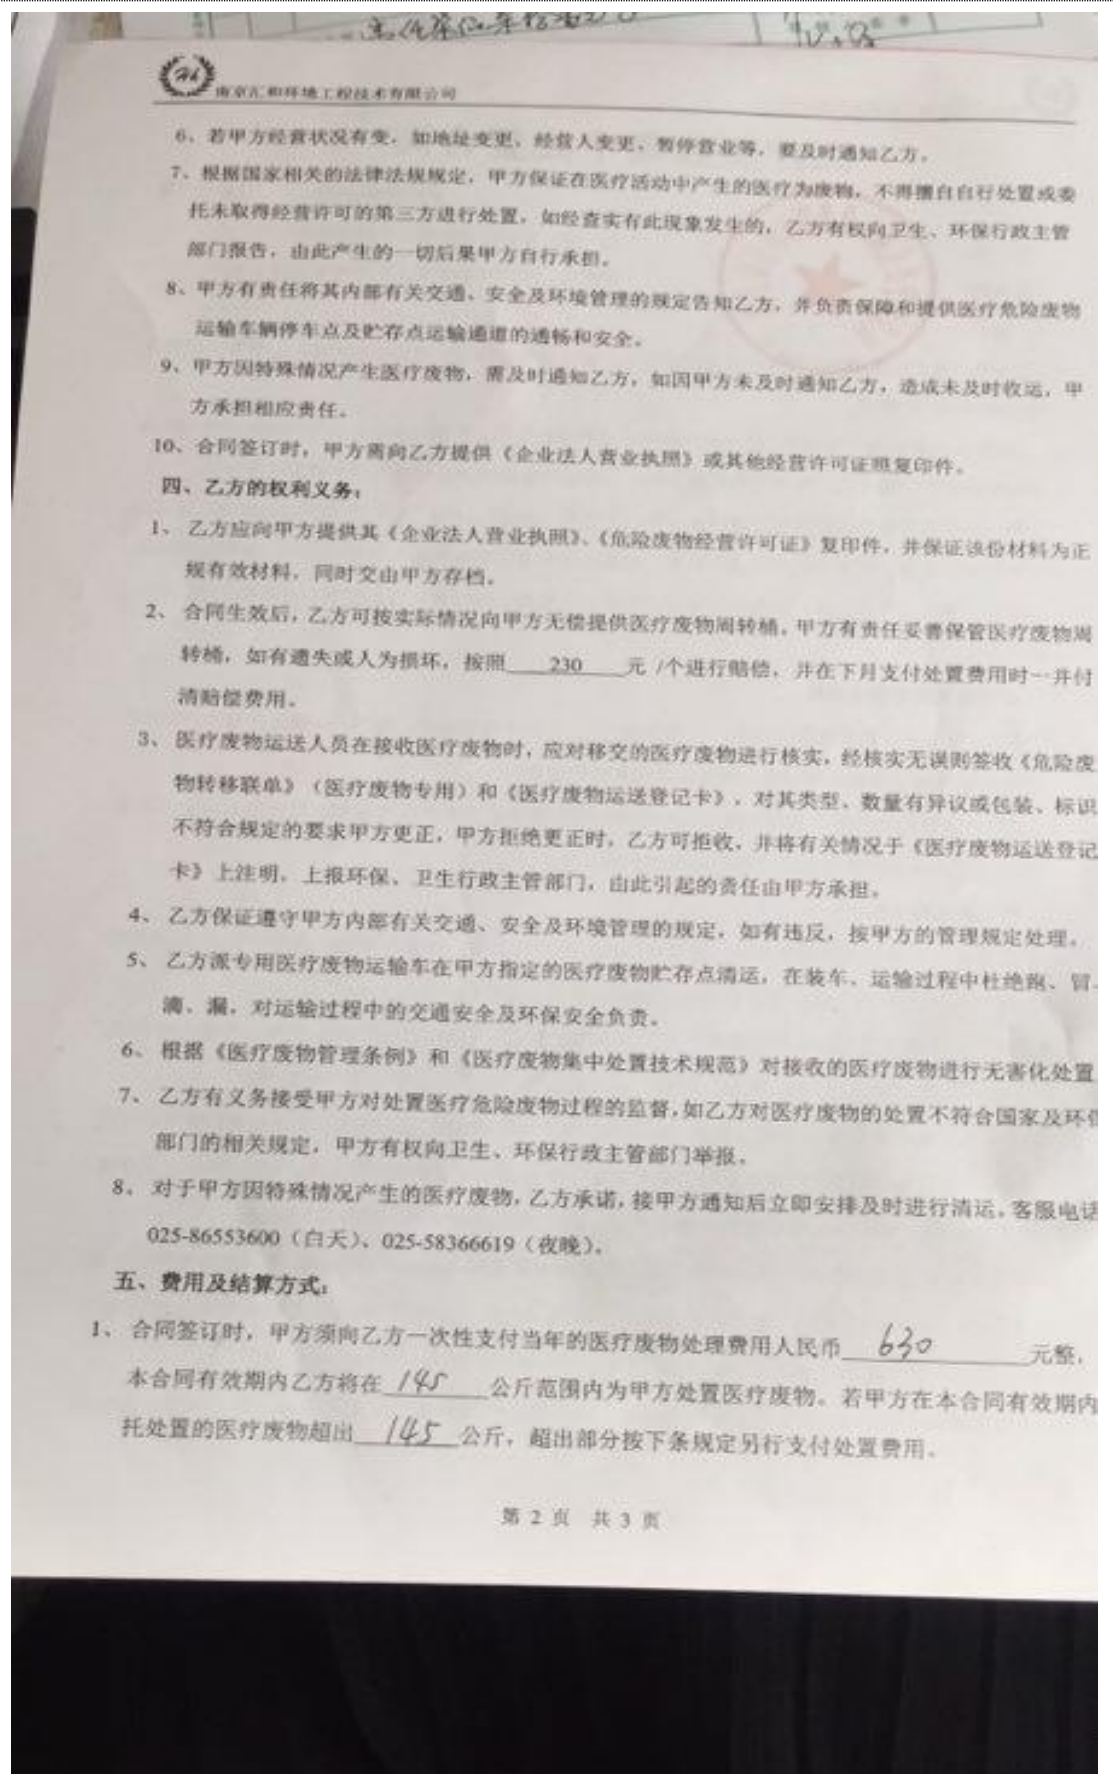 南京汇和环境工程技术有限公司
6、若甲方经营状况有变，如地址变更、经营人变更、暂停营业等，要及时通知乙方。
7、根据国家相关的法律法规规定，甲方保证在医疗活动中产生的医疗为废物，不得擅自自行处置或委
托未取得经营许可的第三方进行处置，如经查实有此现象发生的，乙方有权向卫生、环保行政主管
部门报告，由此产生的一切后果甲方自行承担。
8、甲方有责任将其内部有关交通、安全及环境管理的规定告知乙方，并负责保障和提供医疗危险废物
运输车辆停车点及贮存点运输通道的通畅和安全。
9、甲方因特殊情况产生医疗废物，需及时通知乙方，如因甲方未及时通知乙方，造成未及时收运，甲
方承担相应责任。
10、合同签订时，甲方需向乙方提供《企业法人营业执照》或其他经营许可证照复印件。
四、乙方的权利义务：
1、乙方应向甲方提供其《企业法人营业执照》、《危险废物经营许可证》复印件，并保证该份材料为正
规有效材料，同时交由甲方存档。
2、合同生效后，乙方可按实际情况向甲方无偿提供医疗废物周转桶，甲方有责任妥善保管医疗废物周
转桶，如有遗失或人为损坏，按照 230 元 /个进行赔偿，并在下月支付处置费用时一并付
清赔偿费用。
3、医疗废物运送人员在接收医疗废物时，应对移交的医疗废物进行核实，经核实无误则签收《危险废
物转移联单》（医疗废物专用）和《医疗废物运送登记卡》，对其类型、数量有异议或包装、标识
不符合规定的要求甲方更正，甲方拒绝更正时，乙方可拒收，并将有关情况于《医疗废物运送登记
卡》上注明，上报环保、卫生行政主管部门，由此引起的责任由甲方承担。
4、乙方保证遵守甲方内部有关交通、安全及环境管理的规定，如有违反，按甲方的管理规定处理。
5、乙方派专用医疗废物运输车在甲方指定的医疗废物贮存点清运，在装车、运输过程中杜绝跑、冒、
滴、漏，对运输过程中的交通安全及环保安全负责。
6、根据《医疗废物管理条例》和《医疗废物集中处置技术规范》对接收的医疗废物进行无害化处置
7、乙方有义务接受甲方对处置医疗危险废物过程的监督，如乙方对医疗废物的处置不符合国家及环保
部门的相关规定，甲方有权向卫生、环保行政主管部门举报。
8、对于甲方因特殊情况产生的医疗废物，乙方承诺，接甲方通知后立即安排及时进行清运。客服电话
025-86553600（白天）、025-58366619（夜晚）。
五、费用及结算方式：
1、合同签订时，甲方须向乙方一次性支付当年的医疗废物处理费用人民币 630 元整，
本合同有效期内乙方将在 145 公斤范围内为甲方处置医疗废物。若甲方在本合同有效期内
托处置的医疗废物超出 145 公斤，超出部分按下条规定另行支付处置费用。
第 2 页 共 3 页